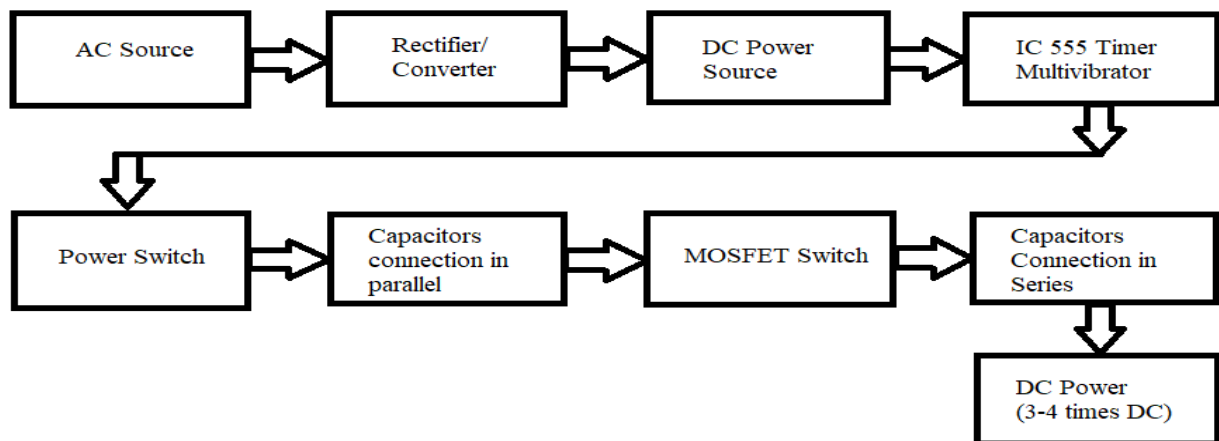 AC Source
Rectifier/
Converter
DC Power
Source
IC 555 Timer
Multivibrator
Power Switch
Capacitors
connection in
parallel
MOSFET Switch
Capacitors
Connection in
Series
DC Power
(3-4 times DC)